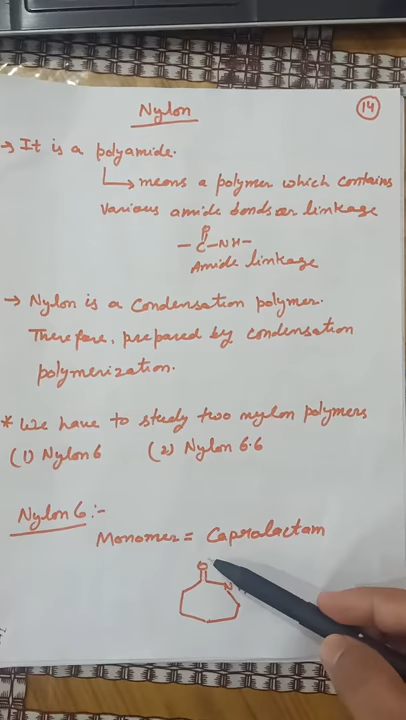 Nylon
14
→ It is a polyamide.
means a polymer which contains
various amide bonds or linkage
O
– C – NH –
Amide linkage
→ Nylon is a condensation polymer.
Therefore, prepared by condensation
polymerization.
* We have to study two nylon polymers
(1) Nylon 6 (2) Nylon 6.6
Nylon 6 :-
Monomer = Caprolactam
O
N